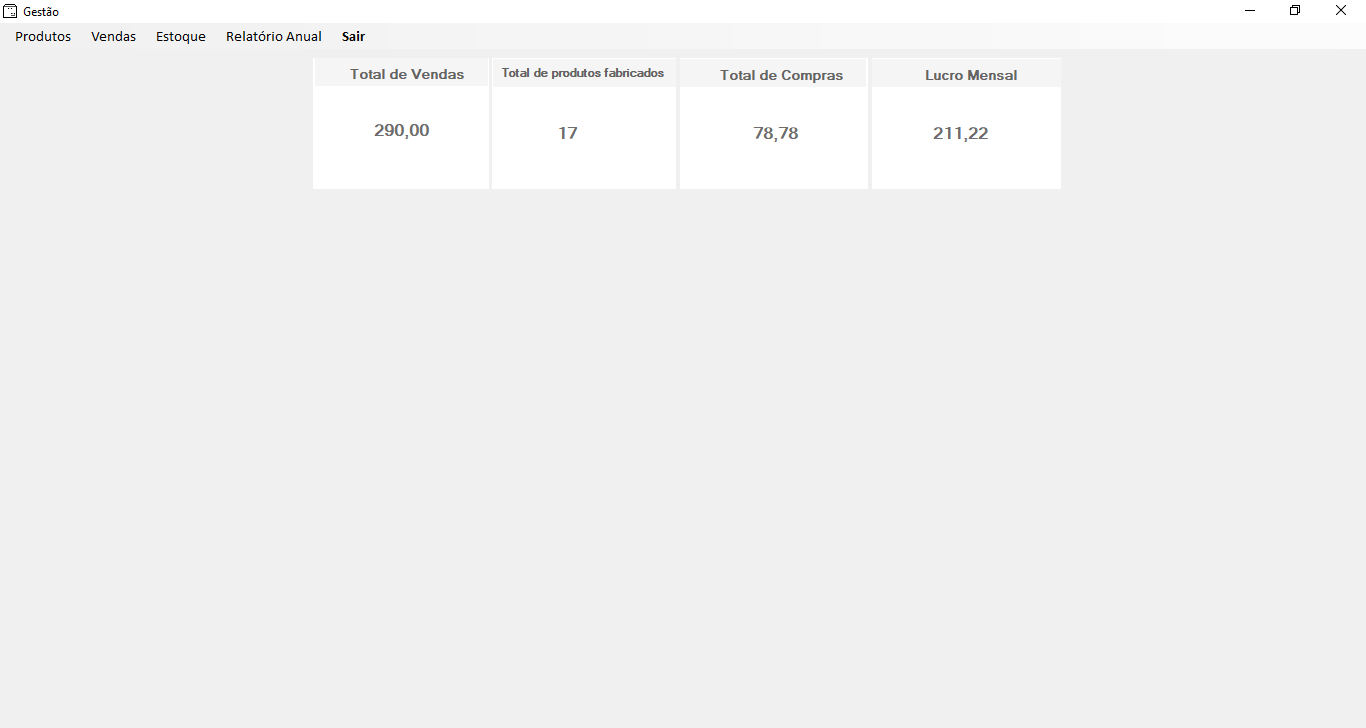 Gestão
Produtos Vendas Estoque Relatório Anual Sair
Total de Vendas Total de produtos fabricados Total de Compras Lucro Mensal
290,00 17 78,78 211,22